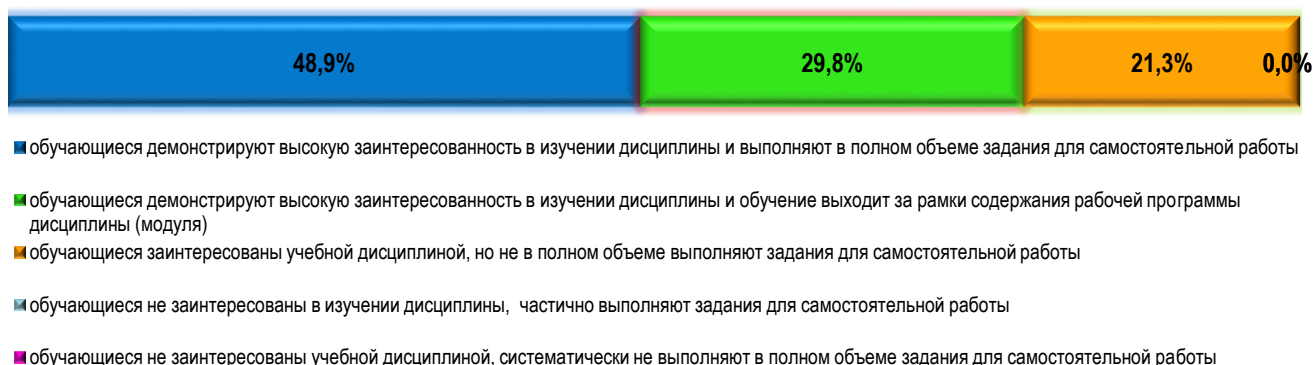 48,9% 29,8% 21,3% 0,0%
обучающиеся демонстрируют высокую заинтересованность в изучении дисциплины и выполняют в полном объеме задания для самостоятельной работы
обучающиеся демонстрируют высокую заинтересованность в изучении дисциплины и обучение выходит за рамки содержания рабочей программы
дисциплины (модуля)
обучающиеся заинтересованы учебной дисциплиной, но не в полном объеме выполняют задания для самостоятельной работы
обучающиеся не заинтересованы в изучении дисциплины, частично выполняют задания для самостоятельной работы
обучающиеся не заинтересованы учебной дисциплиной, систематически не выполняют в полном объеме задания для самостоятельной работы